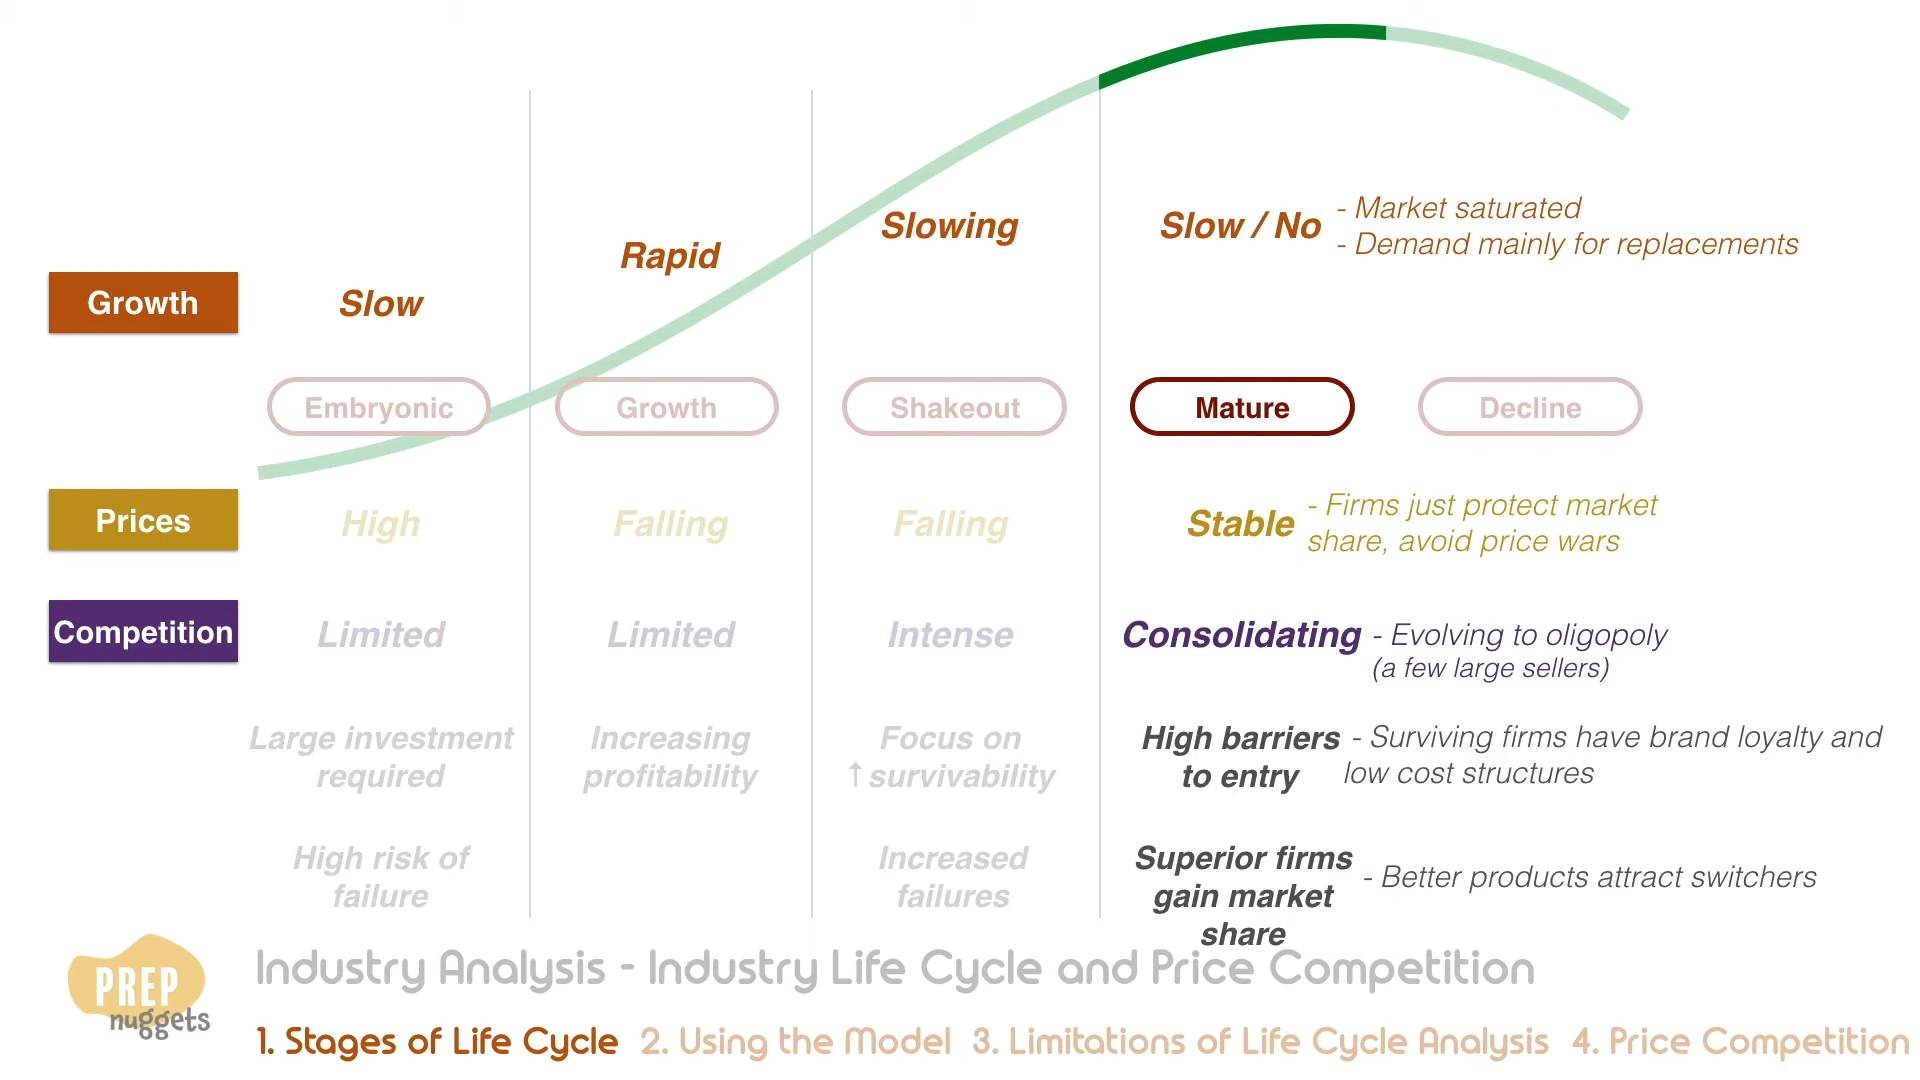 Slow / No
- Market saturated
- Demand mainly for replacements
Slowing
Rapid
Growth
Slow
Embryonic
Growth
Shakeout
Mature
Decline
Prices
High
Falling
Falling
Stable
- Firms just protect market
share, avoid price wars
Competition
Limited
Limited
Intense
Consolidating
- Evolving to oligopoly
(a few large sellers)
Large investment
required
Increasing
profitability
Focus on
↑ survivability
High barriers
to entry
- Surviving firms have brand loyalty and
low cost structures
High risk of
failure
Increased
failures
Superior firms
gain market
share
- Better products attract switchers
PREP
nuggets
Industry Analysis - Industry Life Cycle and Price Competition
1. Stages of Life Cycle 2. Using the Model 3. Limitations of Life Cycle Analysis 4. Price Competition